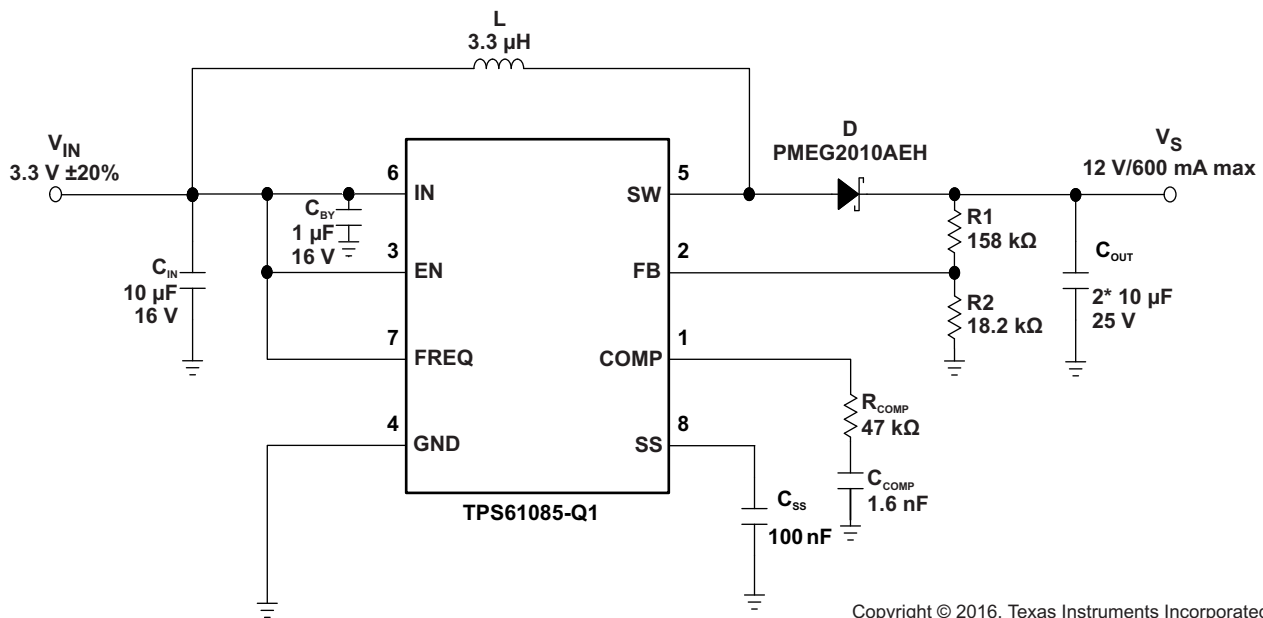 L
3.3 µH
V_IN
3.3 V ±20%
D
PMEG2010AEH
V_S
12 V/600 mA max
6
IN
5
SW
C_BY
1 µF
16 V
R1
158 kΩ
3
EN
2
FB
C_IN
10 µF
16 V
C_OUT
2* 10 µF
25 V
R2
18.2 kΩ
7
FREQ
1
COMP
R_COMP
47 kΩ
4
GND
8
SS
C_COMP
1.6 nF
C_SS
100 nF
TPS61085-Q1
Copyright © 2016, Texas Instruments Incorporated